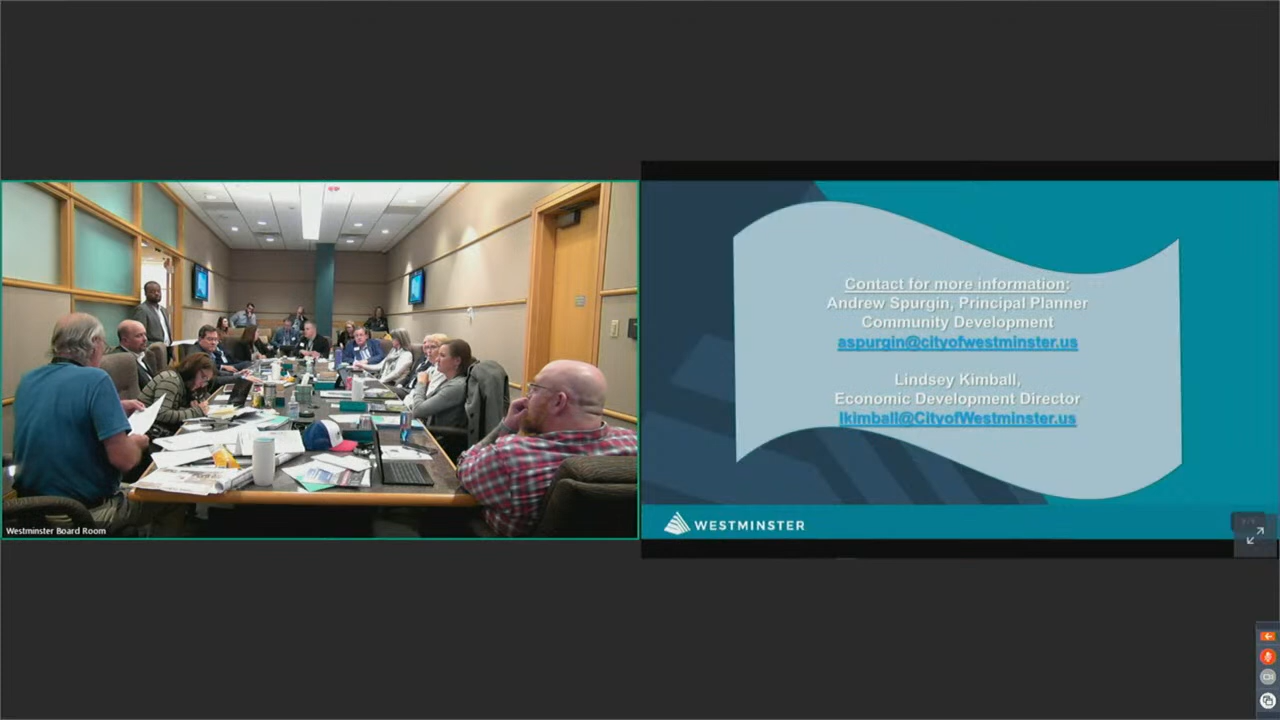 Westminster Board Room
Contact for more information:
Andrew Spurgin, Principal Planner
Community Development
aspurgin@cityofwestminster.us
Lindsey Kimball,
Economic Development Director
lkimball@CityofWestminster.us
WESTMINSTER